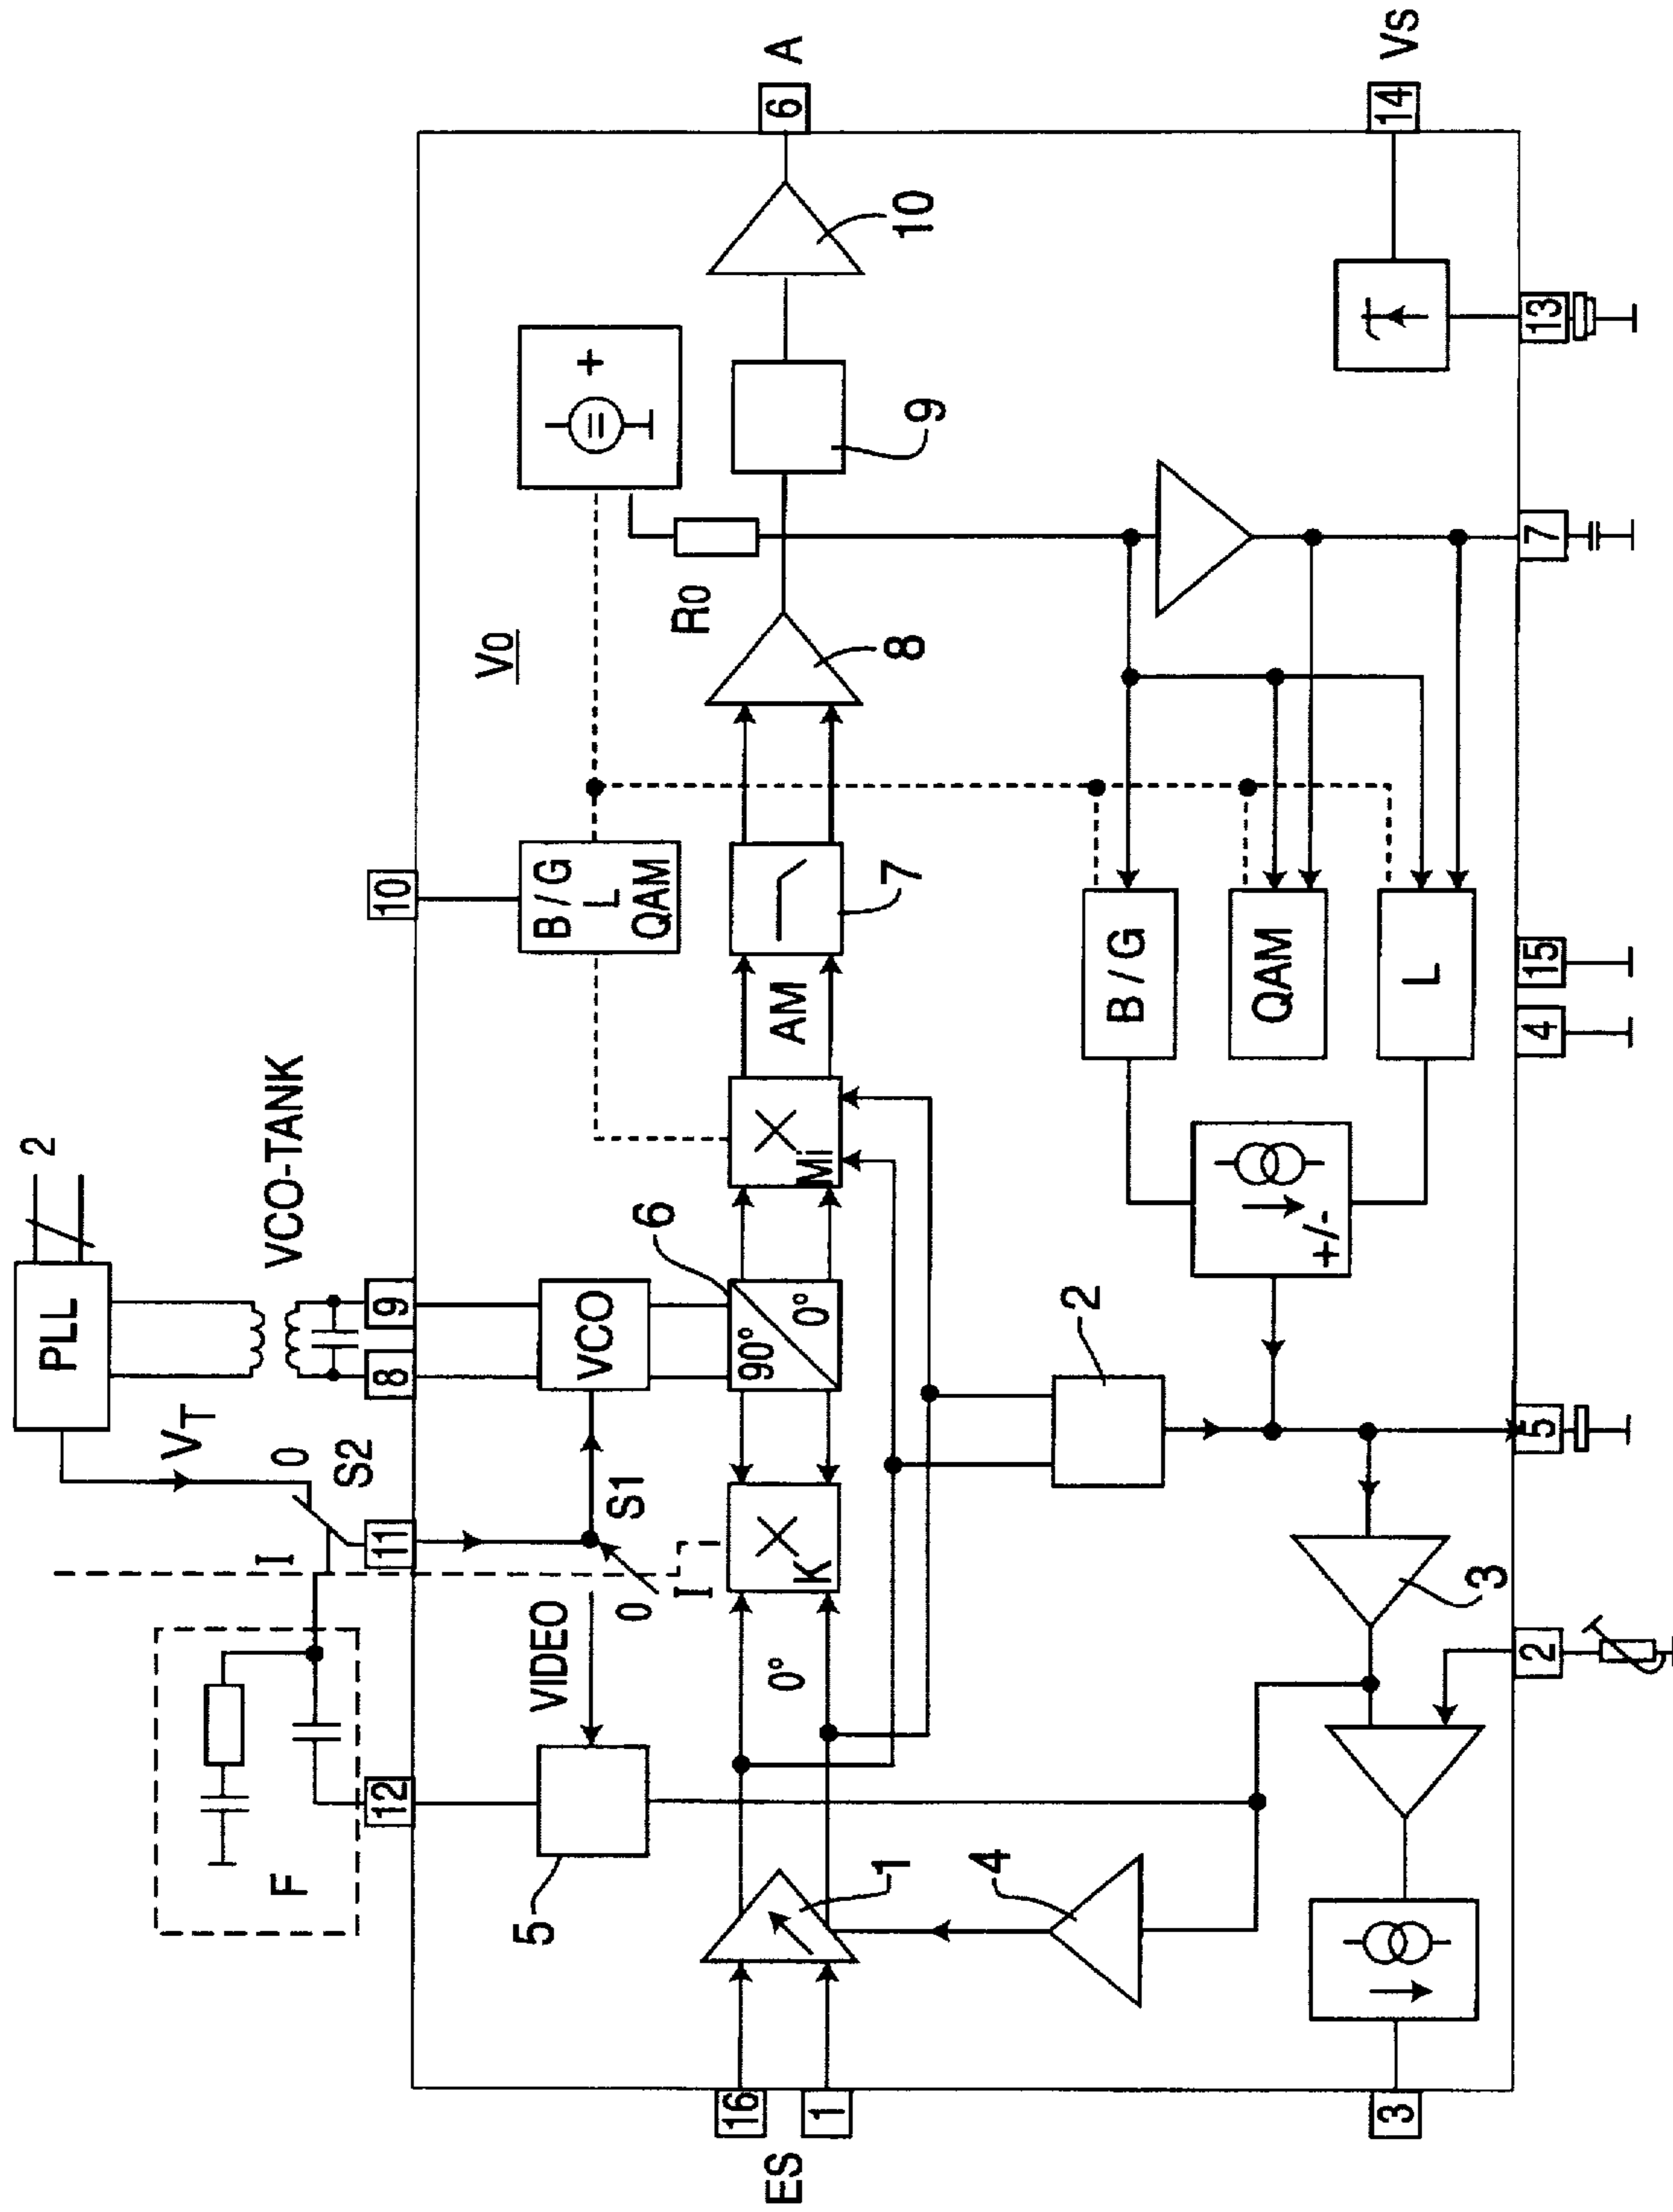 PLL
2
VT
VCO-TANK
0
S2
I
F
12
11
8
9
10
5
VIDEO
0
I
S1
VCO
B / G
L
QAM
V0
+
=
ES
16
1
1
0°
K
90°
0°
6
Mi
AM
7
8
R0
9
10
6
A
4
2
B / G
QAM
L
+/-
3
3
2
5
4
15
7
13
14
VS